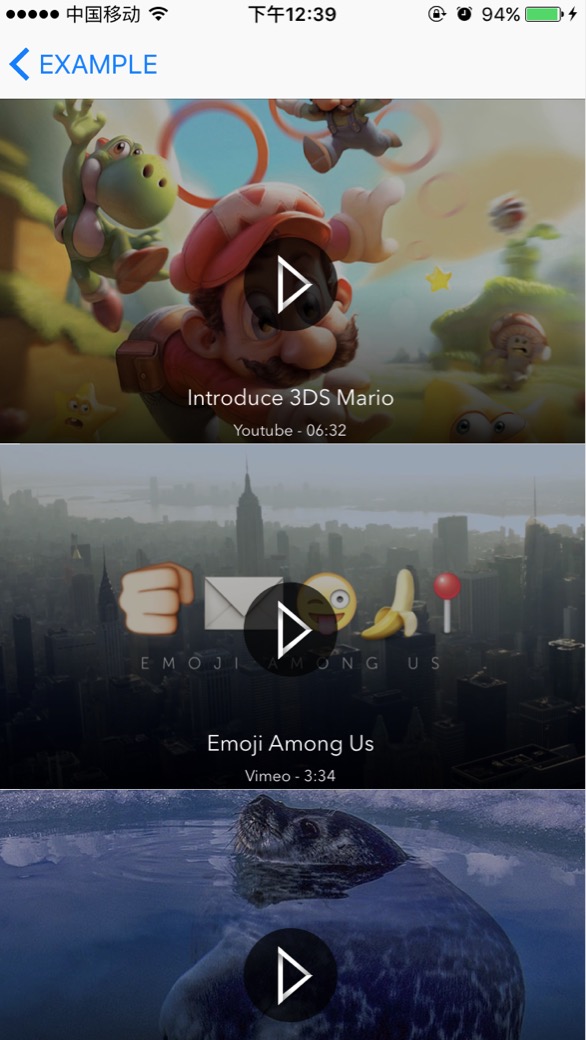 中国移动 下午12:39 94%
EXAMPLE
Introduce 3DS Mario
Youtube - 06:32
EMOJI AMONG US
Emoji Among Us
Vimeo - 3:34